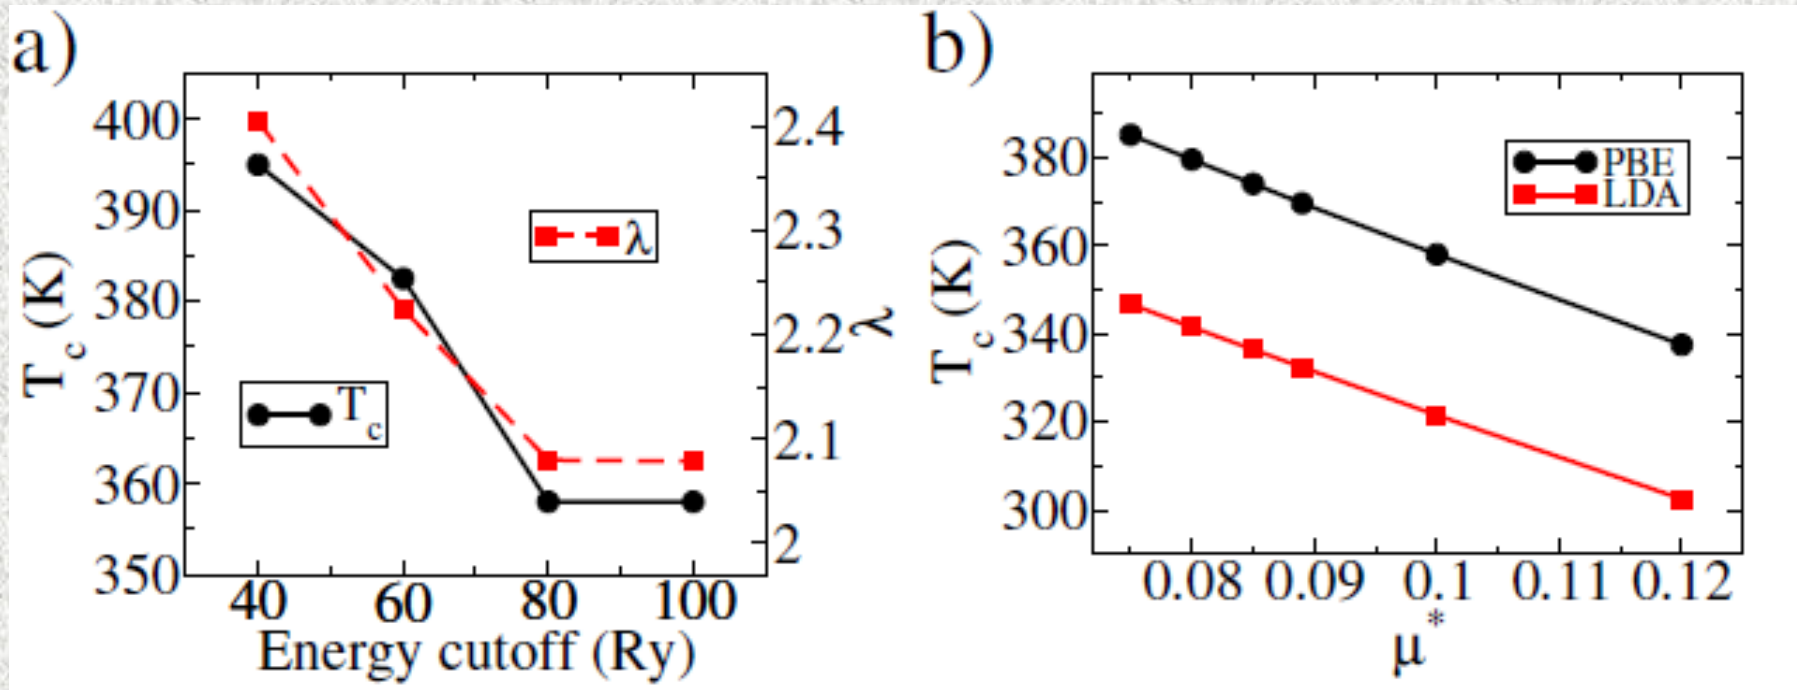 a)
T_c (K)
400
390
380
370
360
350
40 60 80 100
Energy cutoff (Ry)
λ
T_c
2.4
2.3
2.2
2.1
2
λ
b)
T_c (K)
380
360
340
320
300
0.08 0.09 0.1 0.11 0.12
μ*
PBE
LDA